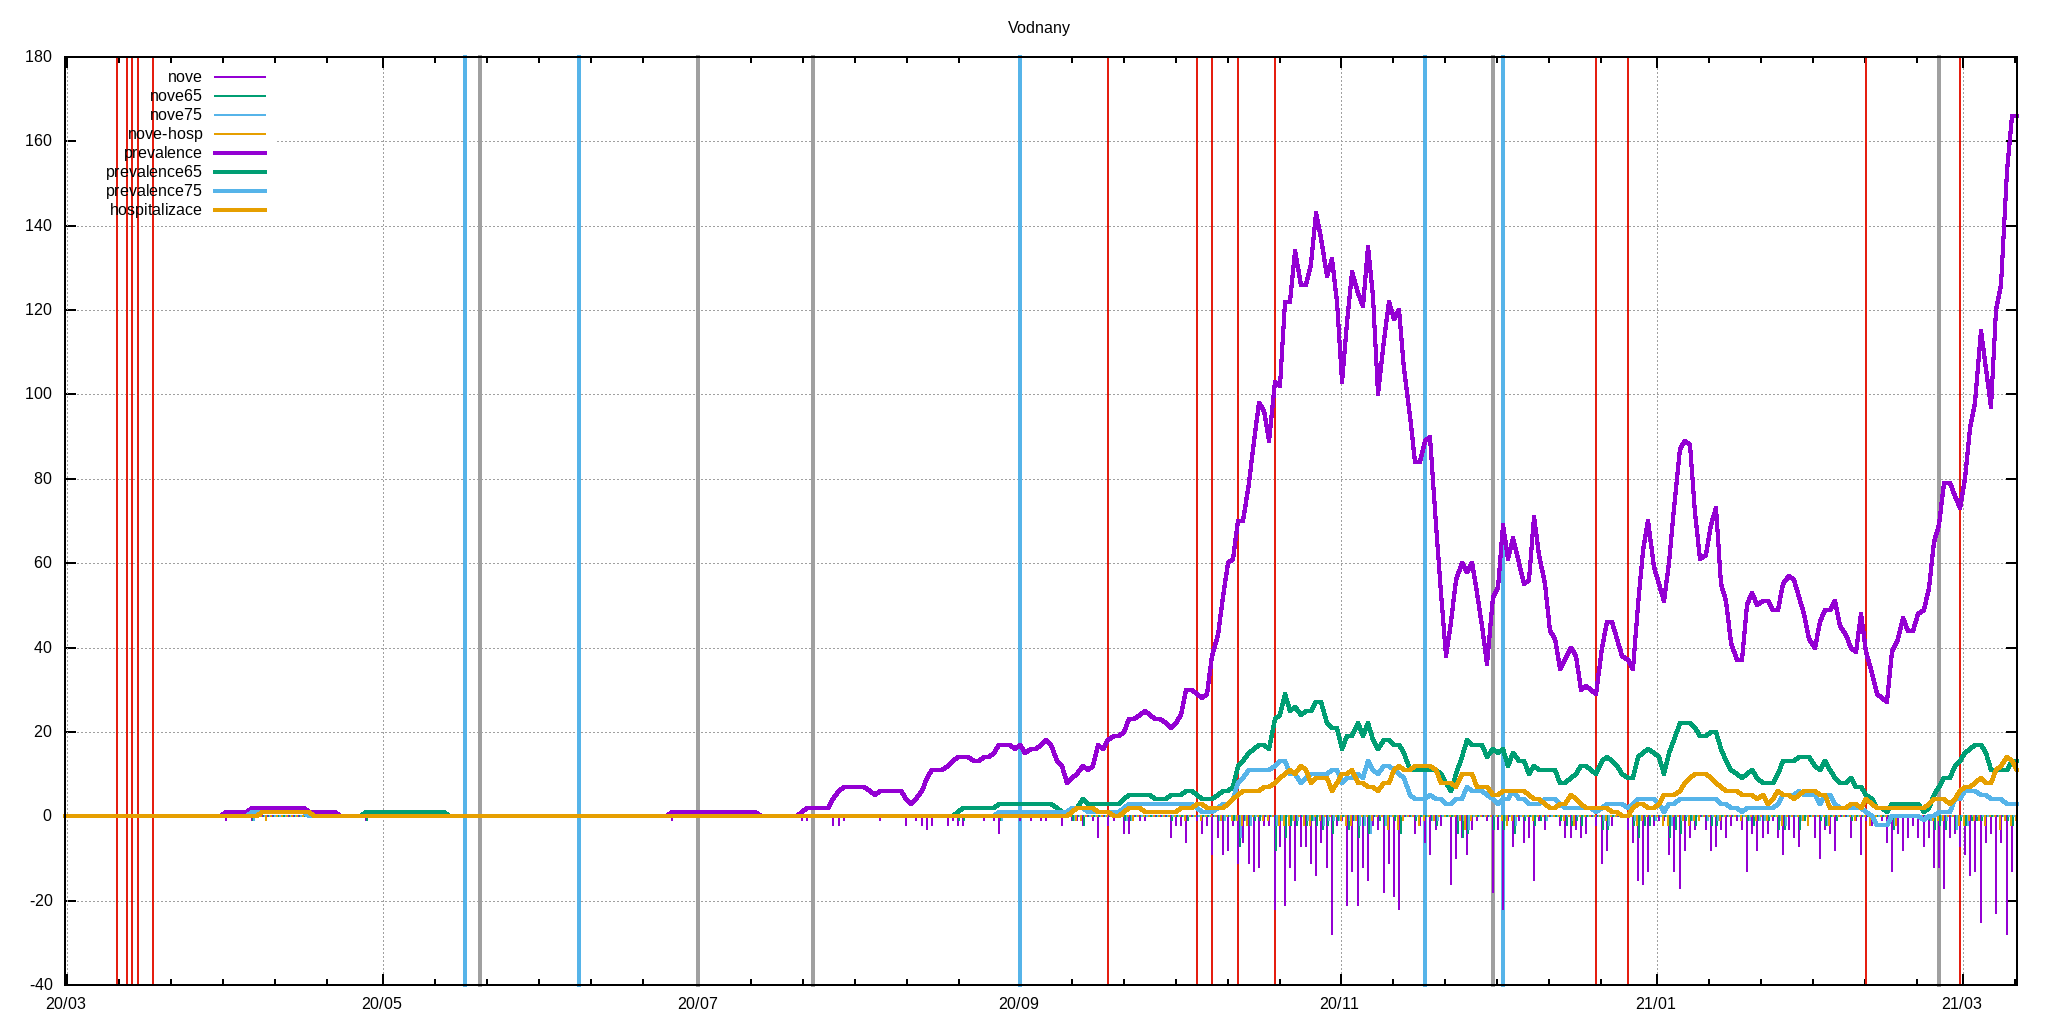 Vodnany
180
160
140
120
100
80
60
40
20
0
-20
-40
nove
nove65
nove75
nove-hosp
prevalence
prevalence65
prevalence75
hospitalizace
20/03 20/05 20/07 20/09 20/11 21/01 21/03